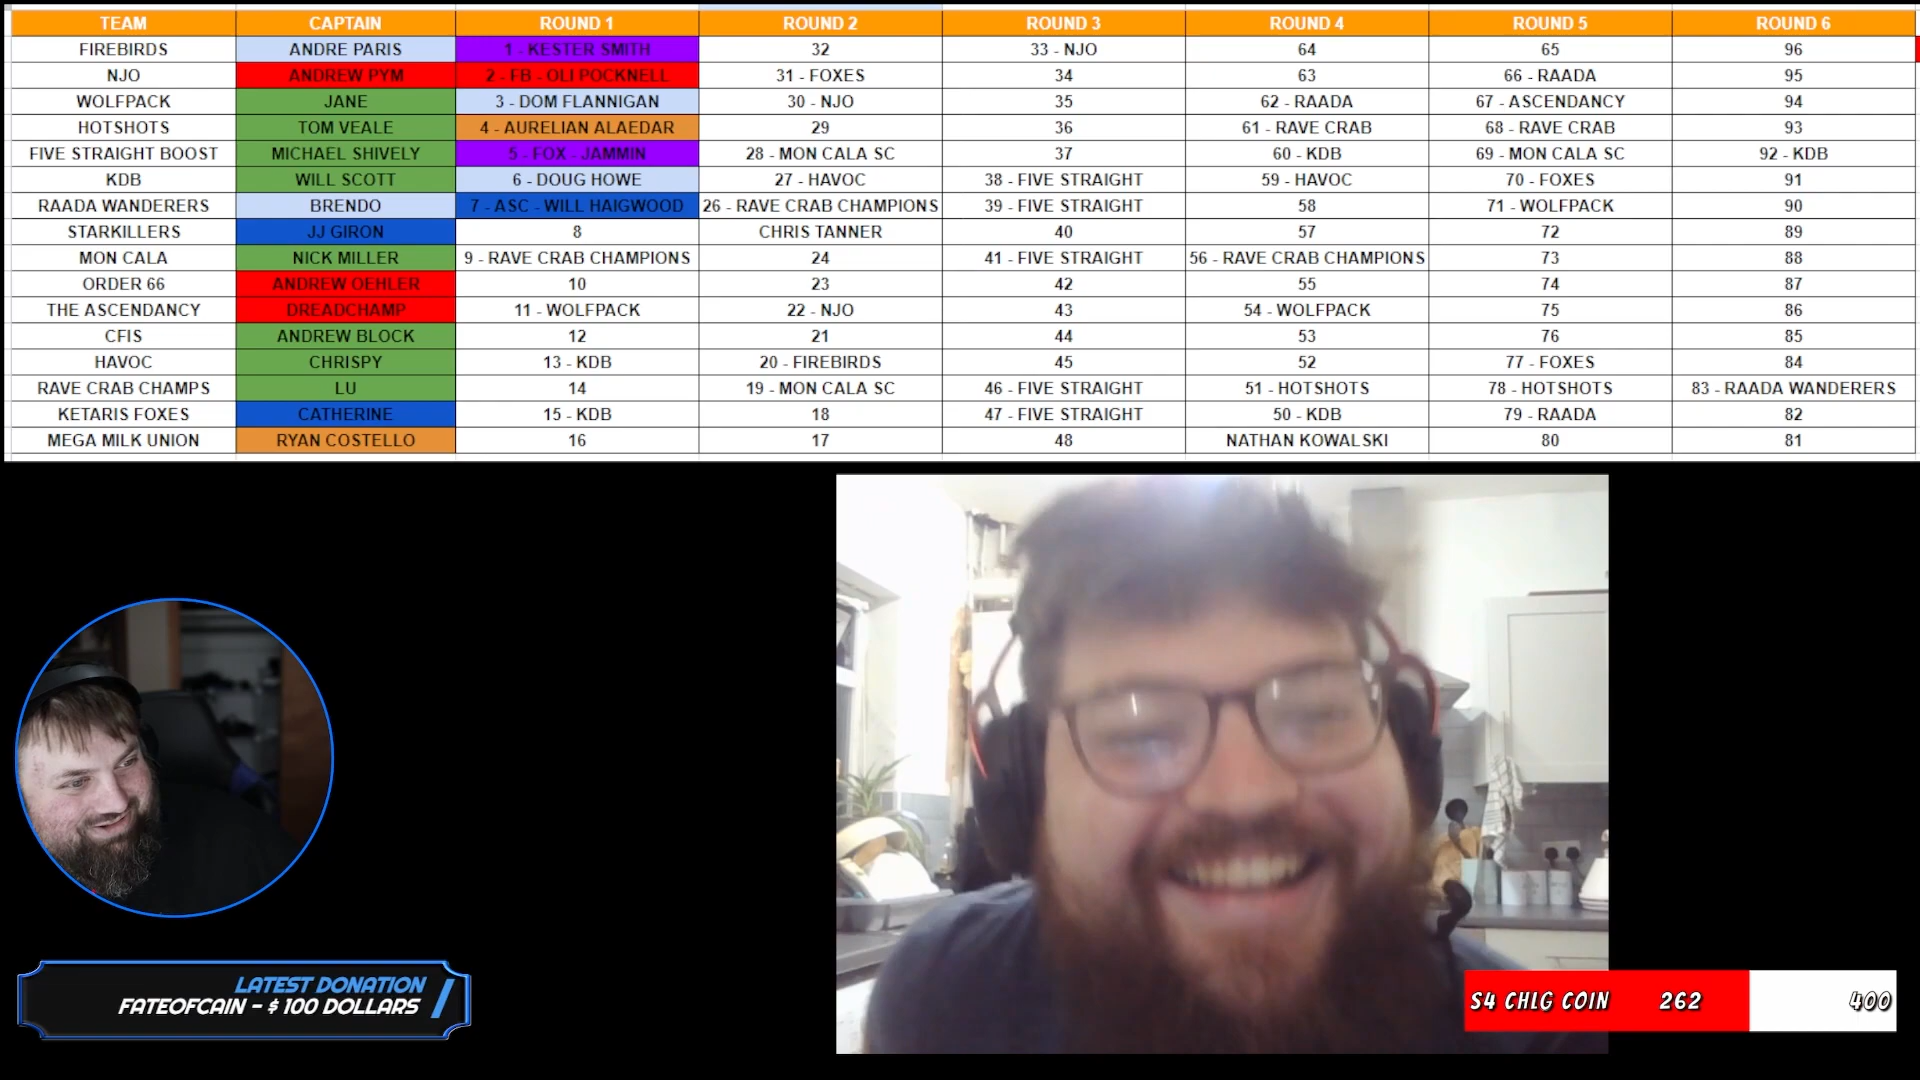 TEAM CAPTAIN ROUND 1 ROUND 2 ROUND 3 ROUND 4 ROUND 5 ROUND 6
FIREBIRDS ANDRE PARIS 1 - KESTER SMITH 32 33 - NJO 64 65 96
NJO ANDREW PYM 2 - FB - OLI POCKNELL 31 - FOXES 34 63 66 - RAADA 95
WOLFPACK JANE 3 - DOM FLANNIGAN 30 - NJO 35 62 - RAADA 67 - ASCENDANCY 94
HOTSHOTS TOM VEALE 4 - AURELIAN ALAEDAR 29 36 61 - RAVE CRAB 68 - RAVE CRAB 93
FIVE STRAIGHT BOOST MICHAEL SHIVELY 5 - FOX - JAMMIN 28 - MON CALA SC 37 60 - KDB 69 - MON CALA SC 92 - KDB
KDB WILL SCOTT 6 - DOUG HOWE 27 - HAVOC 38 - FIVE STRAIGHT 59 - HAVOC 70 - FOXES 91
RAADA WANDERERS BRENDO 7 - ASC - WILL HAIGWOOD 26 - RAVE CRAB CHAMPIONS 39 - FIVE STRAIGHT 58 71 - WOLFPACK 90
STARKILLERS JJ GIRON 8 CHRIS TANNER 40 57 72 89
MON CALA NICK MILLER 9 - RAVE CRAB CHAMPIONS 24 41 - FIVE STRAIGHT 56 - RAVE CRAB CHAMPIONS 73 88
ORDER 66 ANDREW OEHLER 10 23 42 55 74 87
THE ASCENDANCY DREADCHAMP 11 - WOLFPACK 22 - NJO 43 54 - WOLFPACK 75 86
CFIS ANDREW BLOCK 12 21 44 53 76 85
HAVOC CHRISPY 13 - KDB 20 - FIREBIRDS 45 52 77 - FOXES 84
RAVE CRAB CHAMPS LU 14 19 - MON CALA SC 46 - FIVE STRAIGHT 51 - HOTSHOTS 78 - HOTSHOTS 83 - RAADA WANDERERS
KETARIS FOXES CATHERINE 15 - KDB 18 47 - FIVE STRAIGHT 50 - KDB 79 - RAADA 82
MEGA MILK UNION RYAN COSTELLO 16 17 48 NATHAN KOWALSKI 80 81
LATEST DONATION
FATEOFCAIN - $ 100 DOLLARS
S4 CHLG COIN 262 400